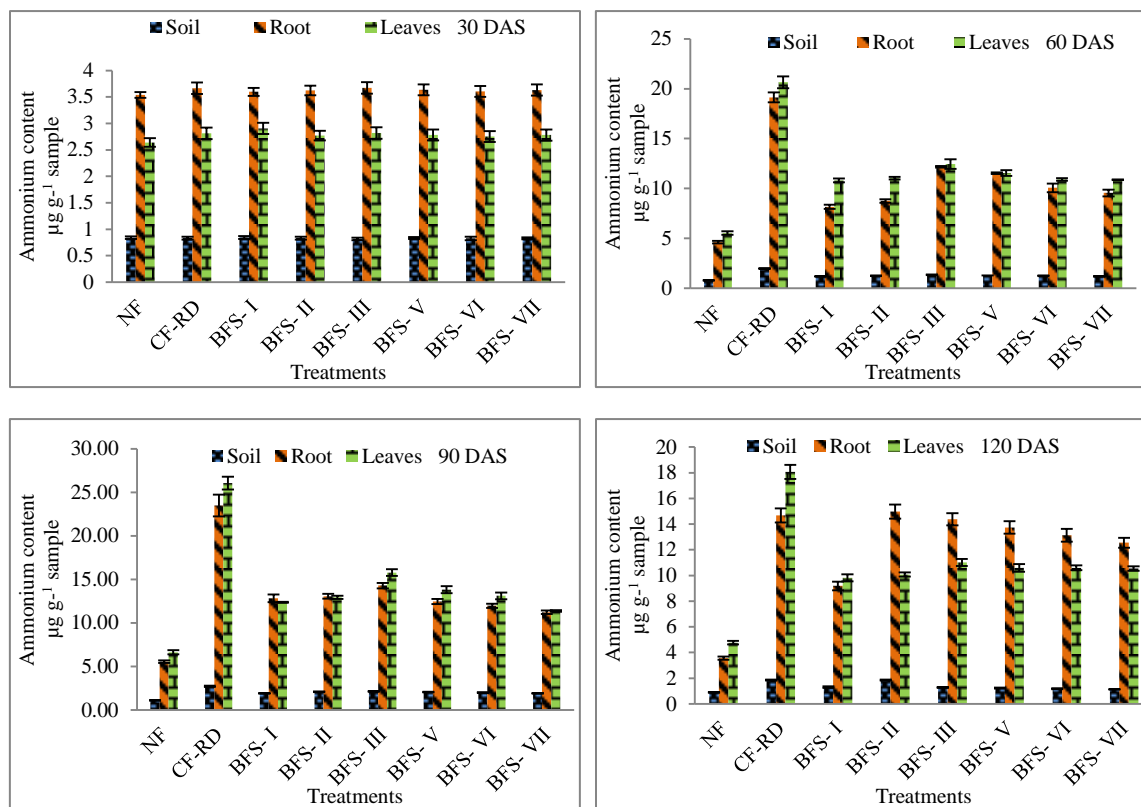 Soil Root Leaves 30 DAS
Ammonium content
µg g-1 sample
4
3.5
3
2.5
2
1.5
1
0.5
0
NF CF-RD BFS- I BFS- II BFS- III BFS- V BFS- VI BFS- VII
Treatments
Soil Root Leaves 60 DAS
Ammonium content
µg g-1 sample
25
20
15
10
5
0
NF CF-RD BFS- I BFS- II BFS- III BFS- V BFS- VI BFS- VII
Treatments
Soil Root Leaves 90 DAS
Ammonium content
µg g-1 sample
30.00
25.00
20.00
15.00
10.00
5.00
0.00
NF CF-RD BFS- I BFS- II BFS- III BFS- V BFS- VI BFS- VII
Treatments
Soil Root Leaves 120 DAS
Ammonium content
µg g-1 sample
20
18
16
14
12
10
8
6
4
2
0
NF CF-RD BFS- I BFS- II BFS- III BFS- V BFS- VI BFS- VII
Treatments